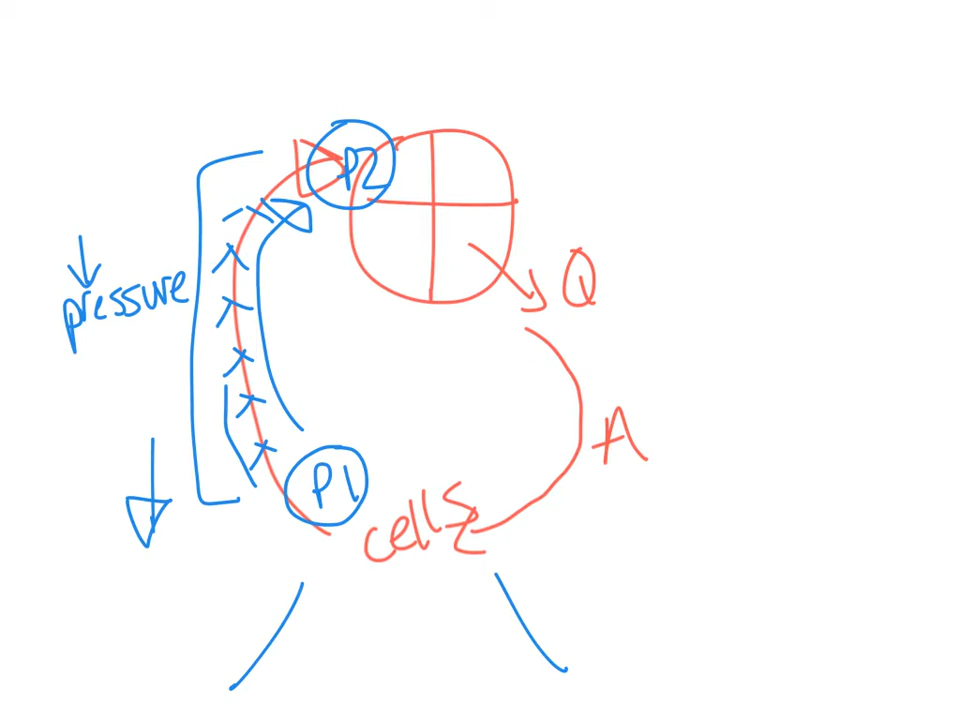 P2
Q
↓
pressure
A
P1
cells